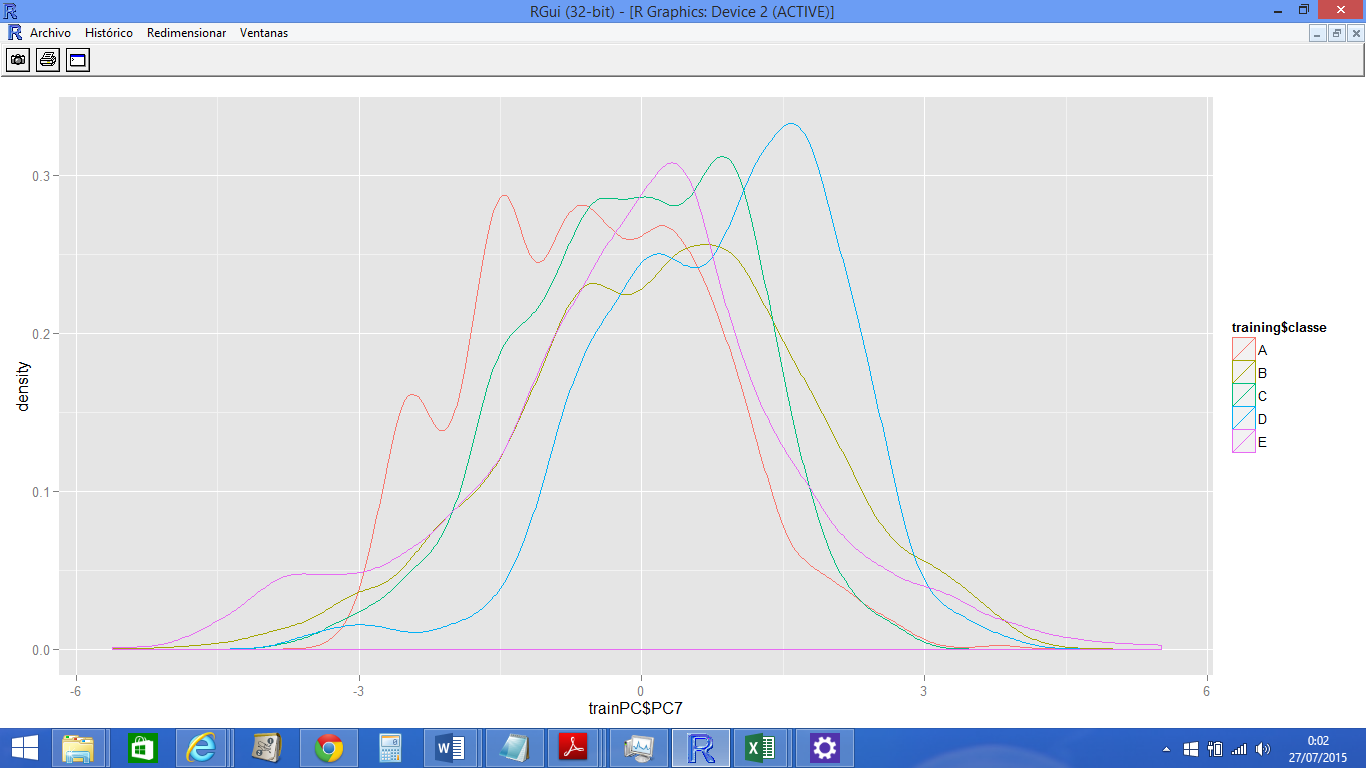 RGui (32-bit) - [R Graphics: Device 2 (ACTIVE)]
Archivo Histórico Redimensionar Ventanas
0.3
0.2
0.1
0.0
density
-6 -3 0 3 6
trainPC$PC7
training$classe
A
B
C
D
E
0:02
27/07/2015